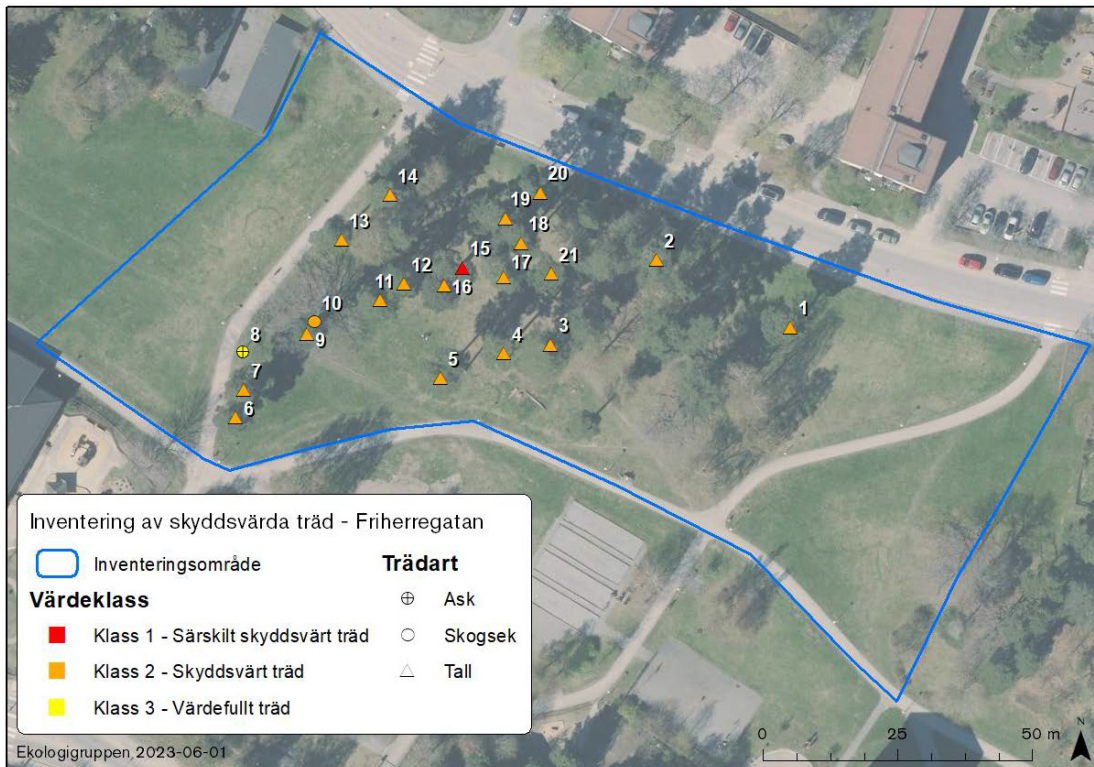 20
14
19
18
13
15
2
21
12
17
11
16
10
1
9
3
8
4
5
7
6
Inventering av skyddsvärda träd - Friherregatan
Inventeringsområde
Trädart
Värdeklass
Ask
Klass 1 - Särskilt skyddsvärt träd
Skogsek
Klass 2 - Skyddsvärt träd
Tall
Klass 3 - Värdefullt träd
Ekologigruppen 2023-06-01
0 25 50 m
N